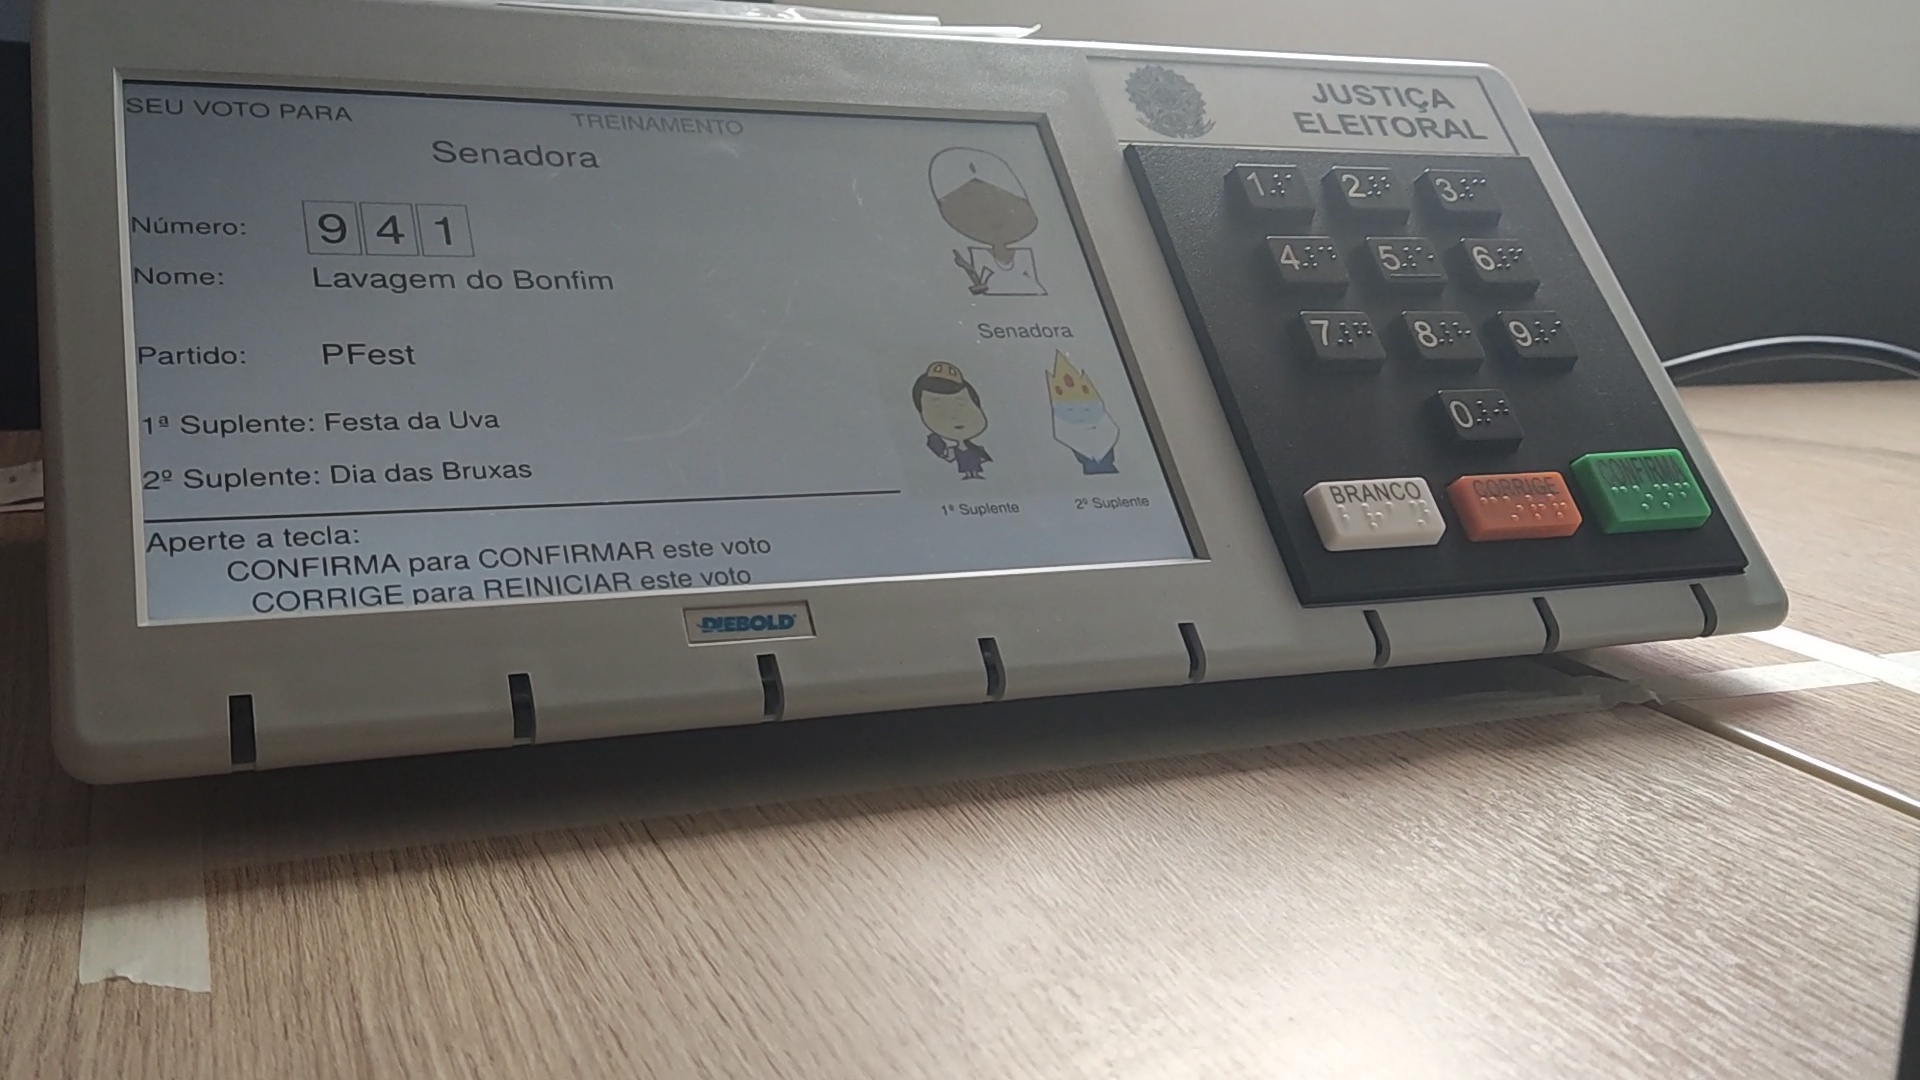 SEU VOTO PARA
TREINAMENTO
Senadora
Número: 9 4 1
Nome: Lavagem do Bonfim
Partido: PFest
1ª Suplente: Festa da Uva
2º Suplente: Dia das Bruxas
Senadora
1ª Suplente
2º Suplente
Aperte a tecla:
CONFIRMA para CONFIRMAR este voto
CORRIGE para REINICIAR este voto
DIEBOLD
JUSTIÇA
ELEITORAL
1 2 3
4 5 6
7 8 9
0
BRANCO CORRIGE CONFIRMA